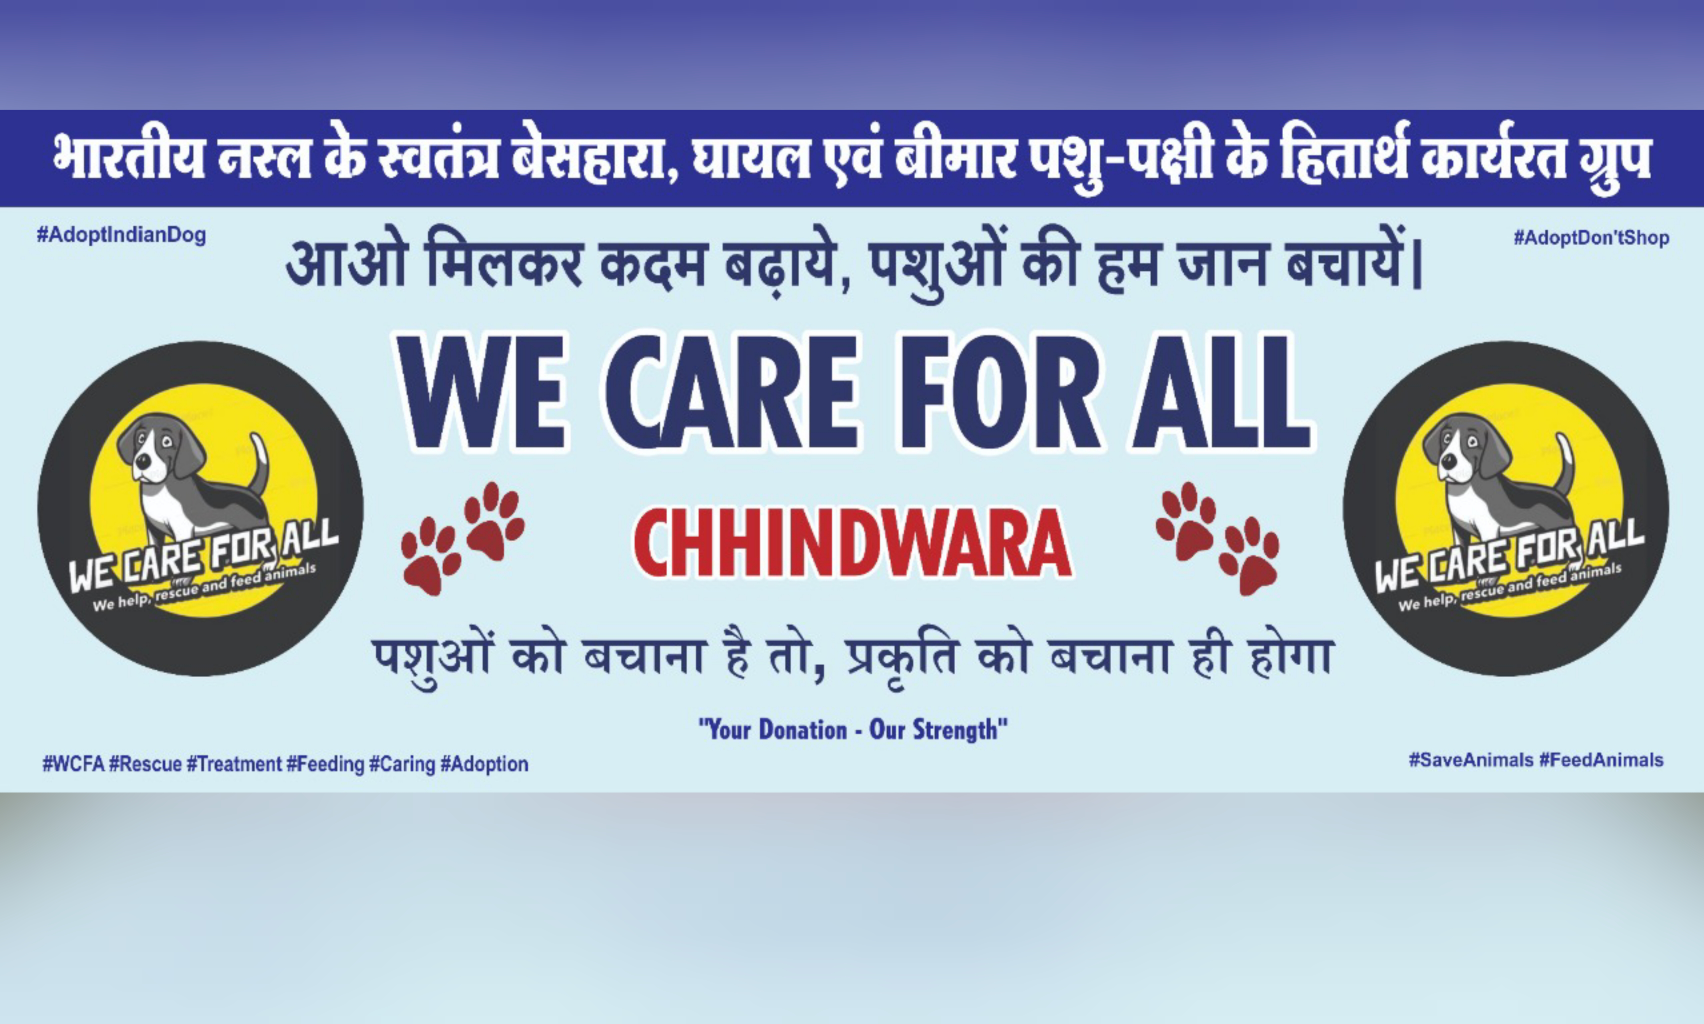 भारतीय नस्ल के स्वतंत्र बेसहारा, घायल एवं बीमार पशु-पक्षी के हितार्थ कार्यरत ग्रुप
#AdoptIndianDog
#AdoptDon'tShop
आओ मिलकर कदम बढ़ाये, पशुओं की हम जान बचायें|
WE CARE FOR ALL
WE CARE FOR ALL
We help, rescue and feed animals
CHHINDWARA
WE CARE FOR ALL
We help, rescue and feed animals
पशुओं को बचाना है तो, प्रकृति को बचाना ही होगा
"Your Donation - Our Strength"
#WCFA #Rescue #Treatment #Feeding #Caring #Adoption
#SaveAnimals #FeedAnimals